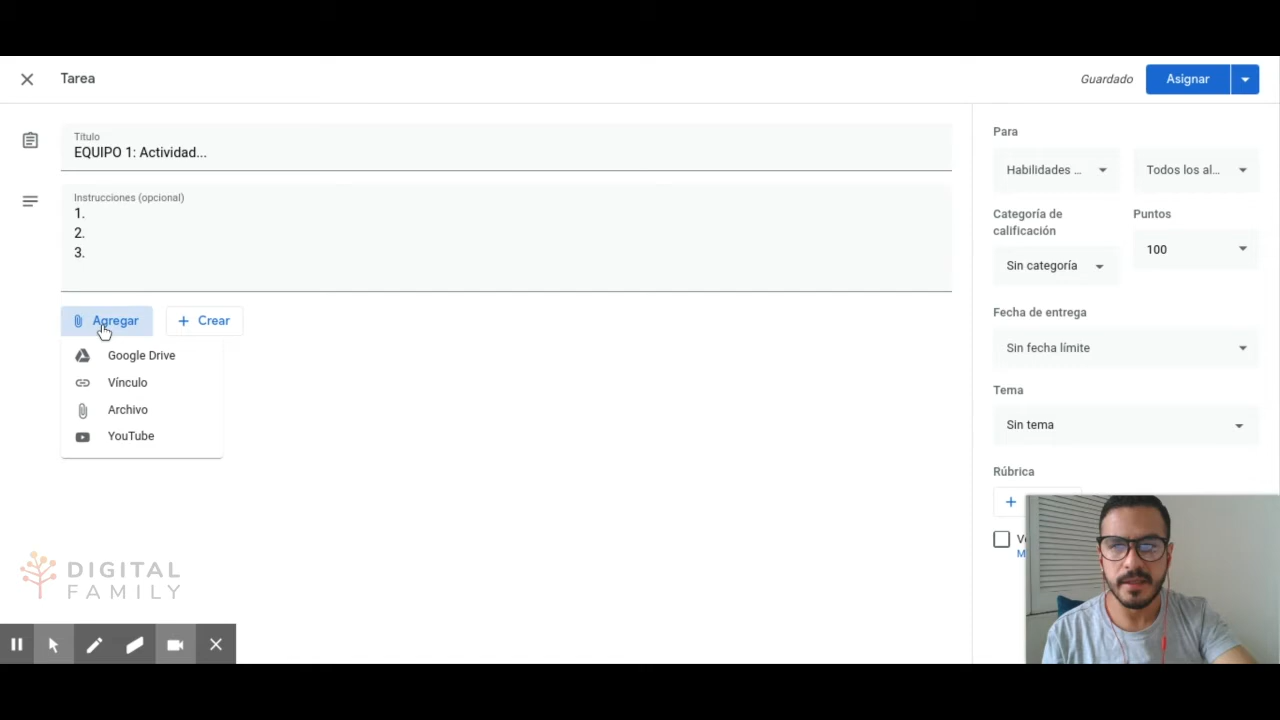 Tarea
Guardado
Asignar
Título
EQUIPO 1: Actividad...
Instrucciones (opcional)
1.
2.
3.
Agregar
Crear
Google Drive
Vínculo
Archivo
YouTube
Para
Habilidades ...
Todos los al...
Categoría de
calificación
Puntos
Sin categoría
100
Fecha de entrega
Sin fecha límite
Tema
Sin tema
Rúbrica
DIGITAL
FAMILY